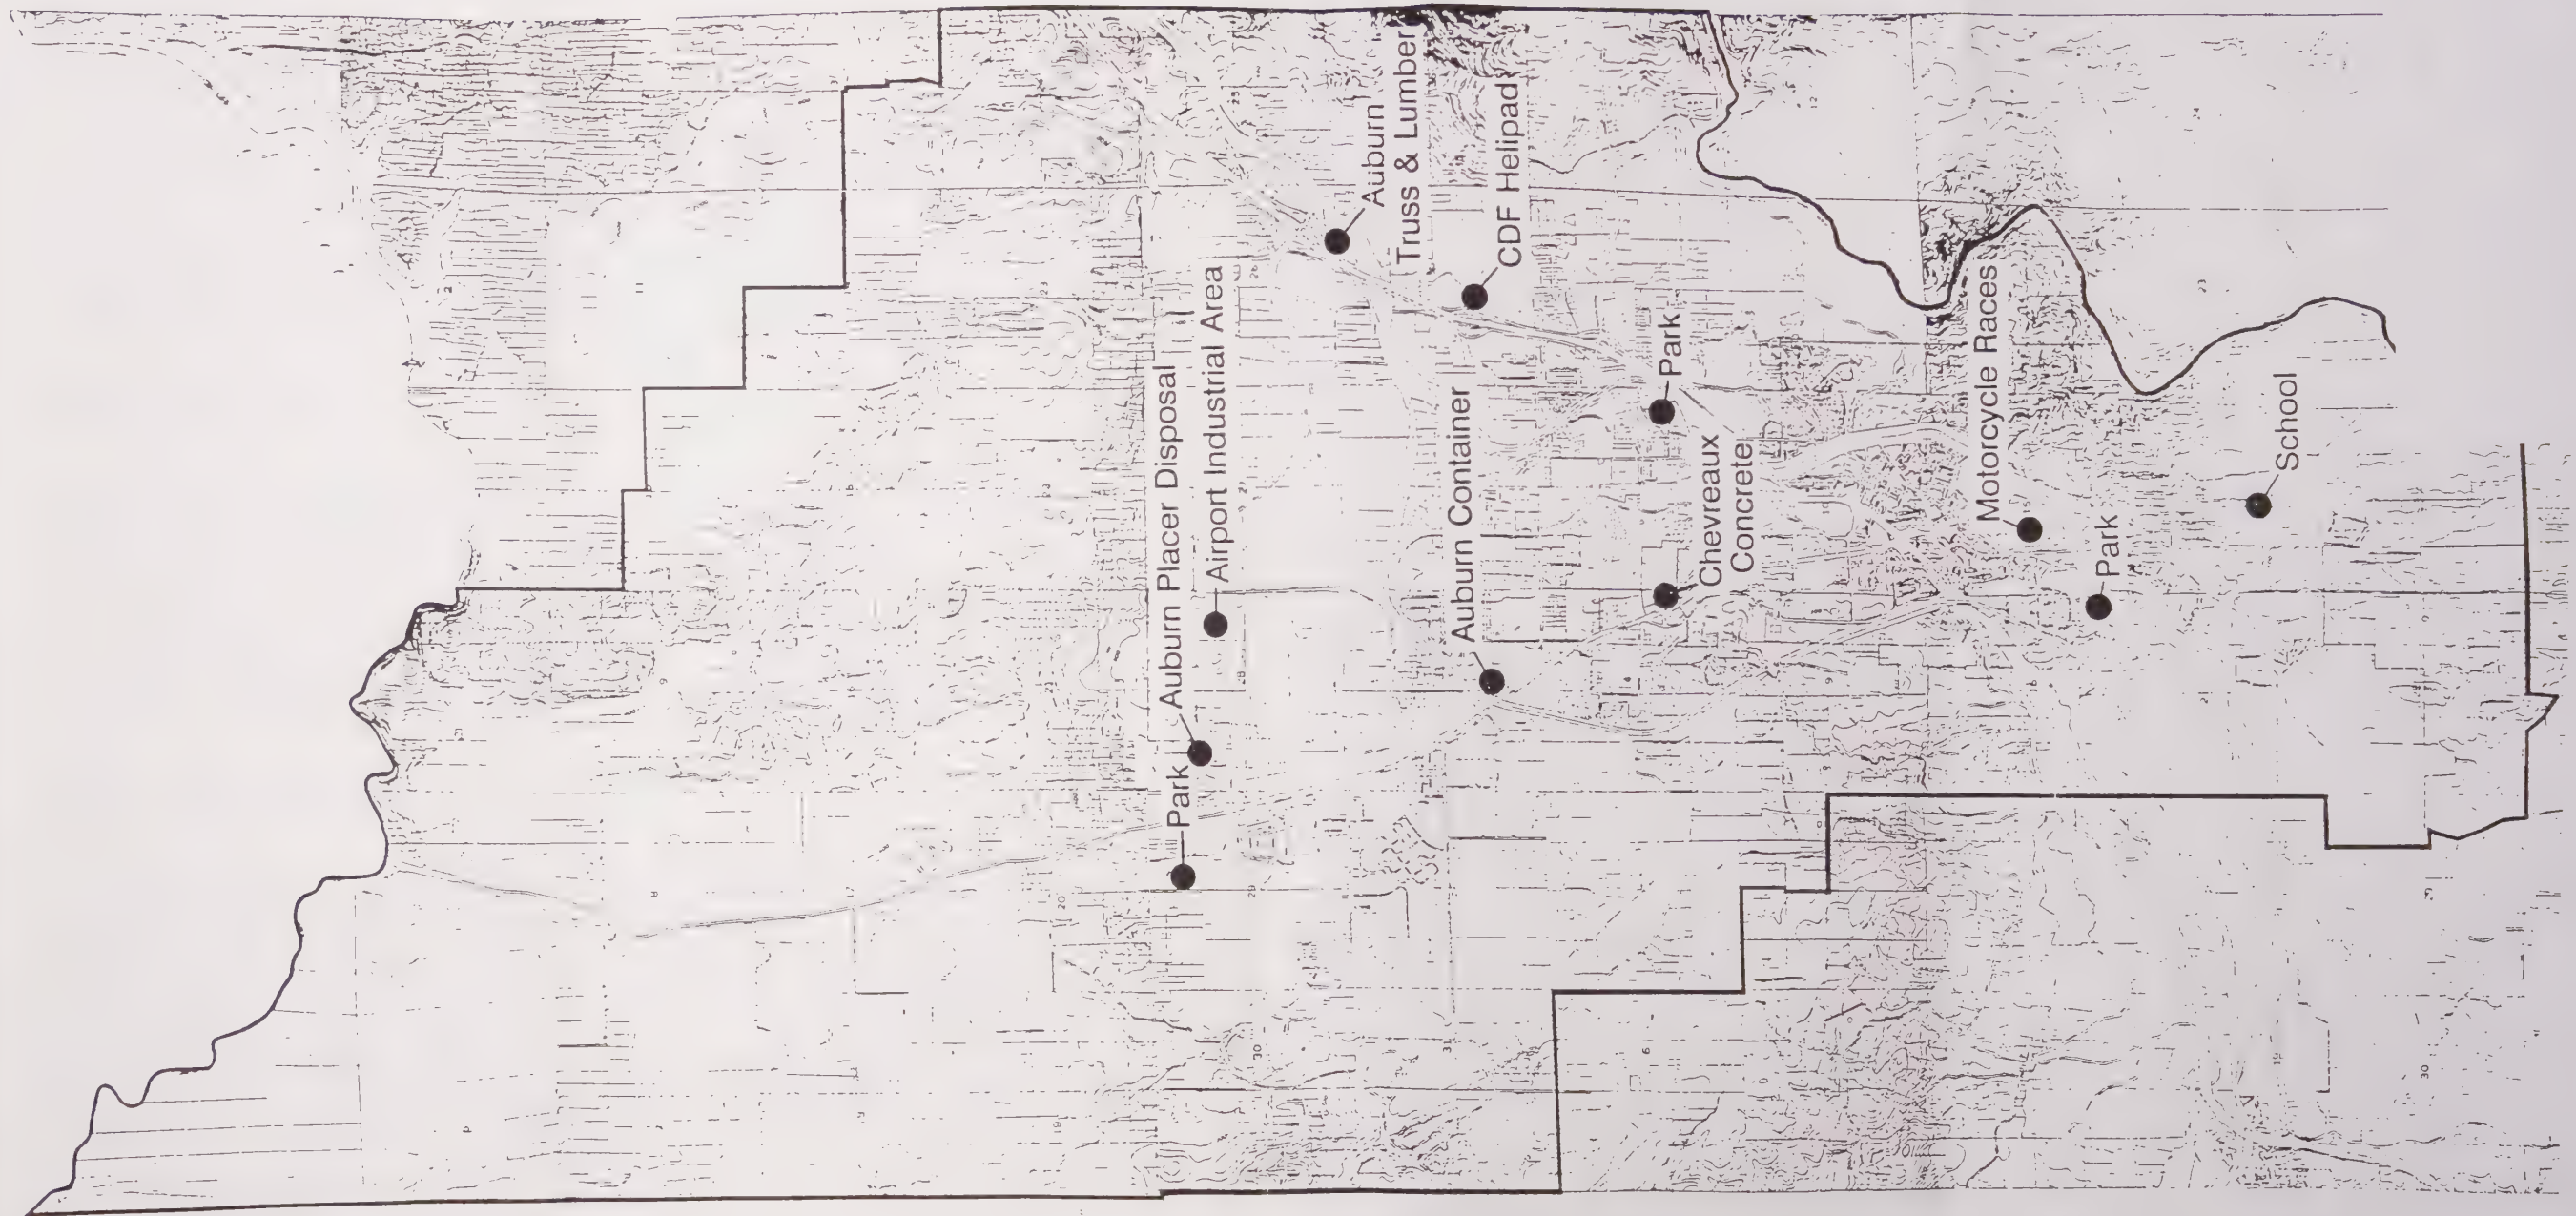 Park
Auburn Placer Disposal
Airport Industrial Area
Auburn
Truss & Lumber
CDF Helipad
Auburn Container
Park
Chevreaux
Concrete
Motorcycle Races
Park
School